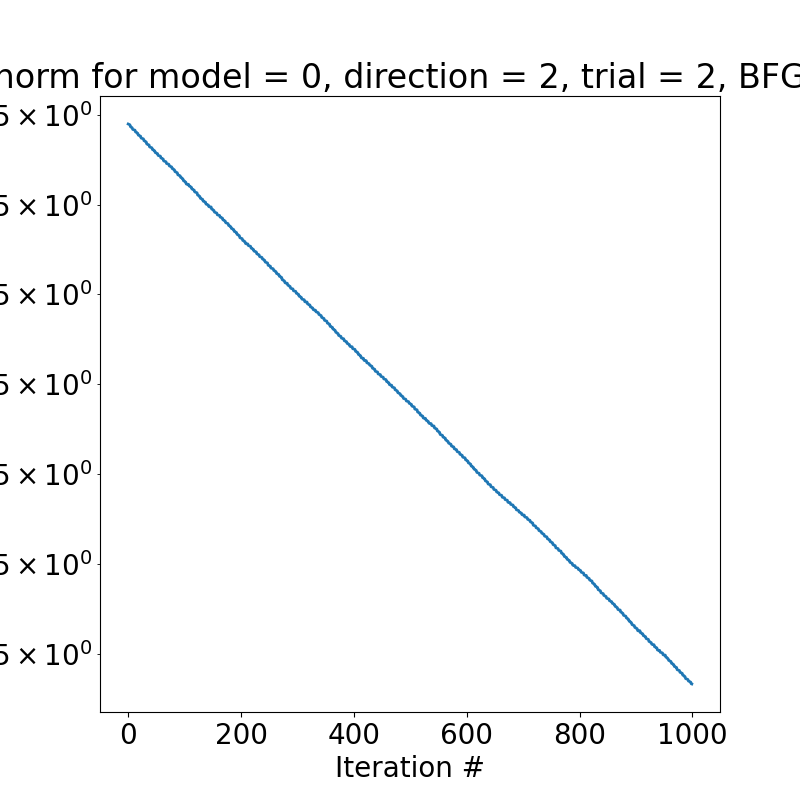 norm for model = 0, direction = 2, trial = 2, BFG
5 × 10⁰
5 × 10⁰
5 × 10⁰
5 × 10⁰
5 × 10⁰
5 × 10⁰
5 × 10⁰
0 200 400 600 800 1000
Iteration #